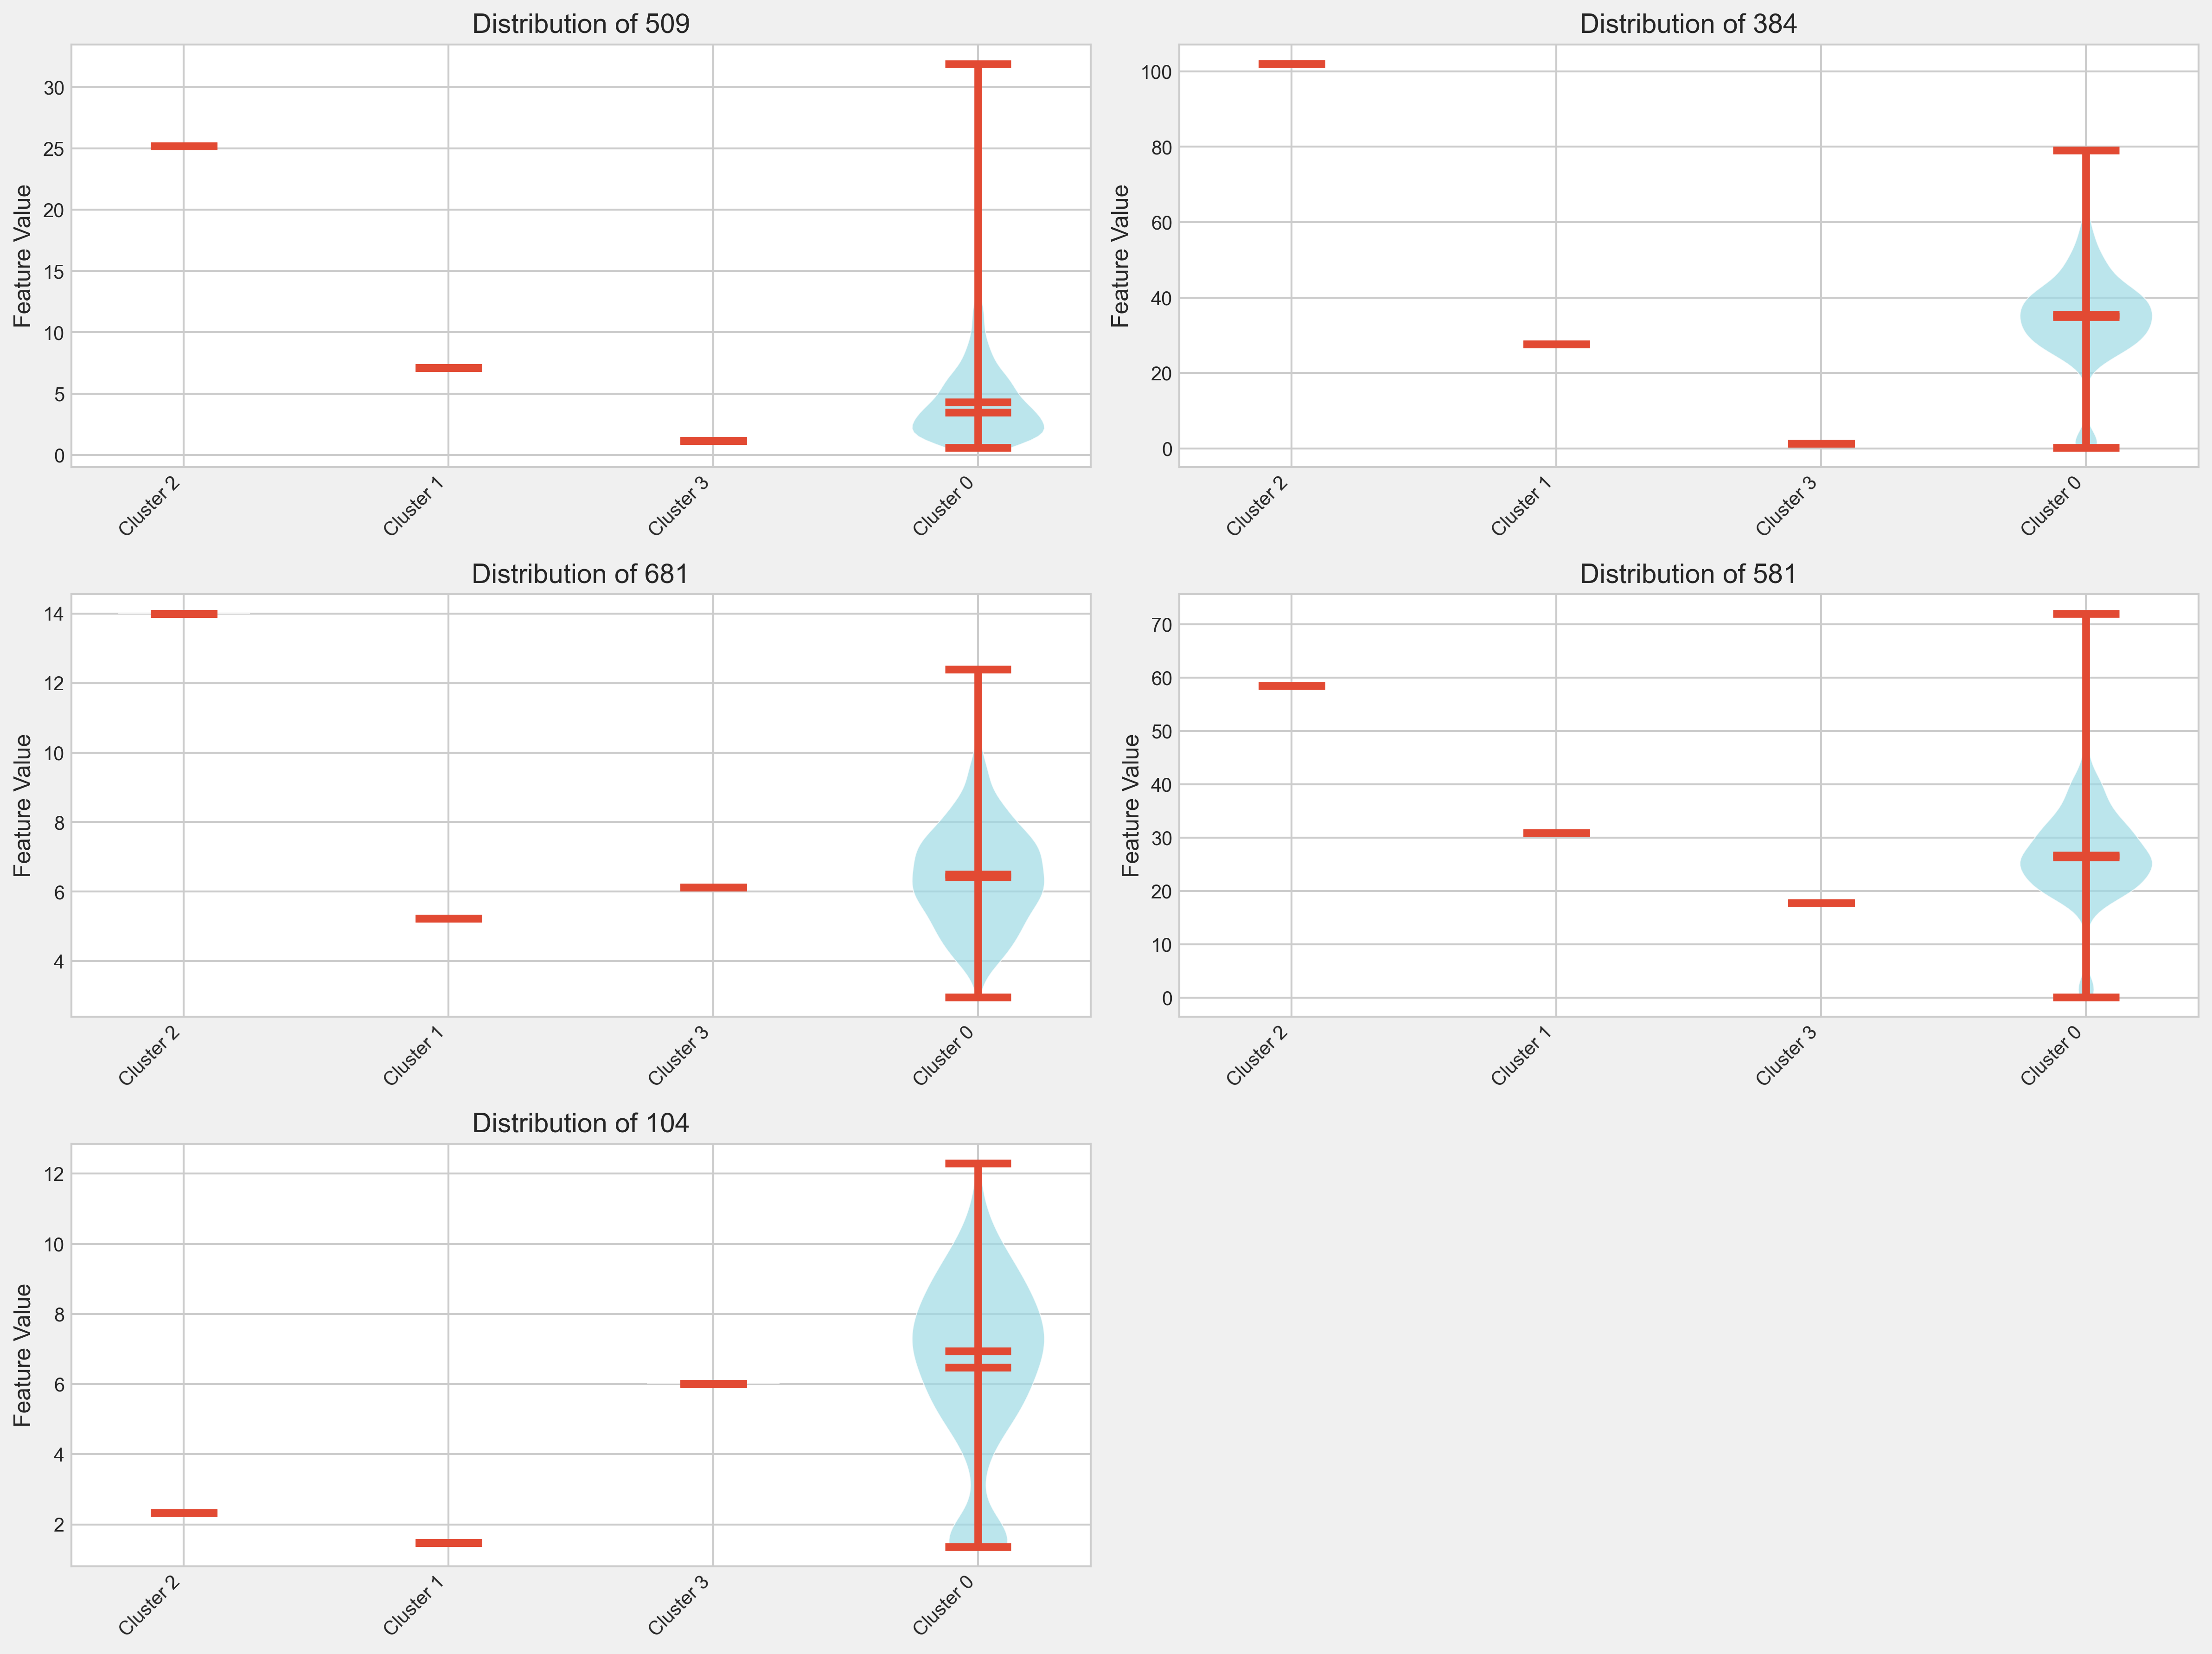 Distribution of 509
Feature Value
30
25
20
15
10
5
0
Cluster 2
Cluster 1
Cluster 3
Cluster 0
Distribution of 384
Feature Value
100
80
60
40
20
0
Cluster 2
Cluster 1
Cluster 3
Cluster 0
Distribution of 681
Feature Value
14
12
10
8
6
4
Cluster 2
Cluster 1
Cluster 3
Cluster 0
Distribution of 581
Feature Value
70
60
50
40
30
20
10
0
Cluster 2
Cluster 1
Cluster 3
Cluster 0
Distribution of 104
Feature Value
12
10
8
6
4
2
Cluster 2
Cluster 1
Cluster 3
Cluster 0